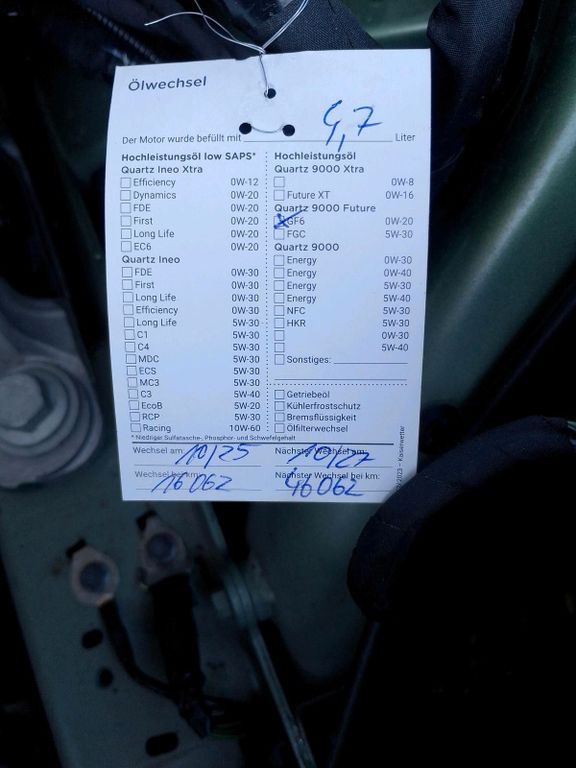 Ölwechsel
Der Motor wurde befüllt mit 4,7 Liter
Hochleistungsöl low SAPS*
Quartz Ineo Xtra
Efficiency 0W-12
Dynamics 0W-20
FDE 0W-20
First 0W-20
Long Life 0W-20
EC6 0W-20
Quartz Ineo
FDE 0W-30
First 0W-30
Long Life 0W-30
Efficiency 0W-30
Long Life 5W-30
C1 5W-30
C4 5W-30
MDC 5W-30
ECS 5W-30
MC3 5W-30
C3 5W-40
EcoB 5W-20
RCP 5W-30
Racing 10W-60
* Niedriger Sulfatasche-, Phosphor- und Schwefelgehalt
Hochleistungsöl
Quartz 9000 Xtra
0W-8
Future XT 0W-16
Quartz 9000 Future
GF6 0W-20
FGC 5W-30
Quartz 9000
Energy 0W-30
Energy 0W-40
Energy 5W-30
Energy 5W-40
NFC 5W-30
HKR 5W-30
0W-30
5W-40
Sonstiges:
Getriebeöl
Kühlerfrostschutz
Bremsflüssigkeit
Ölfilterwechsel
Wechsel am: 10/25
Nächster Wechsel am: 10/27
Wechsel bei km: 16062
Nächster Wechsel bei km: 46062